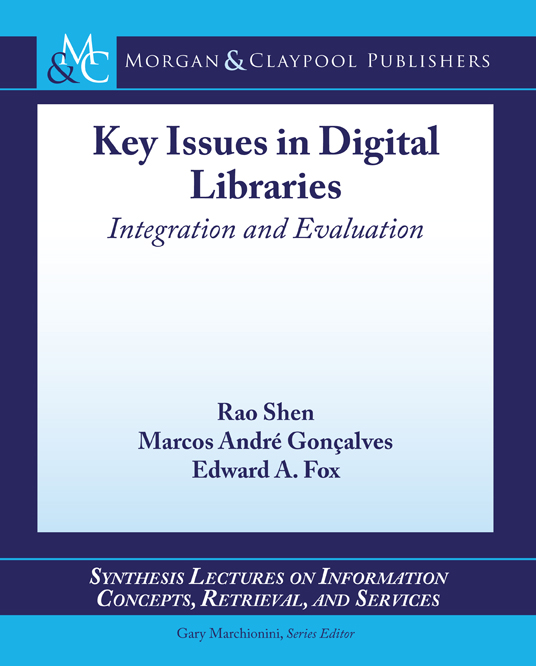 M&C MORGAN & CLAYPOOL PUBLISHERS
Key Issues in Digital
Libraries
Integration and Evaluation
Rao Shen
Marcos André Gonçalves
Edward A. Fox
SYNTHESIS LECTURES ON INFORMATION
CONCEPTS, RETRIEVAL, AND SERVICES
Gary Marchionini, Series Editor